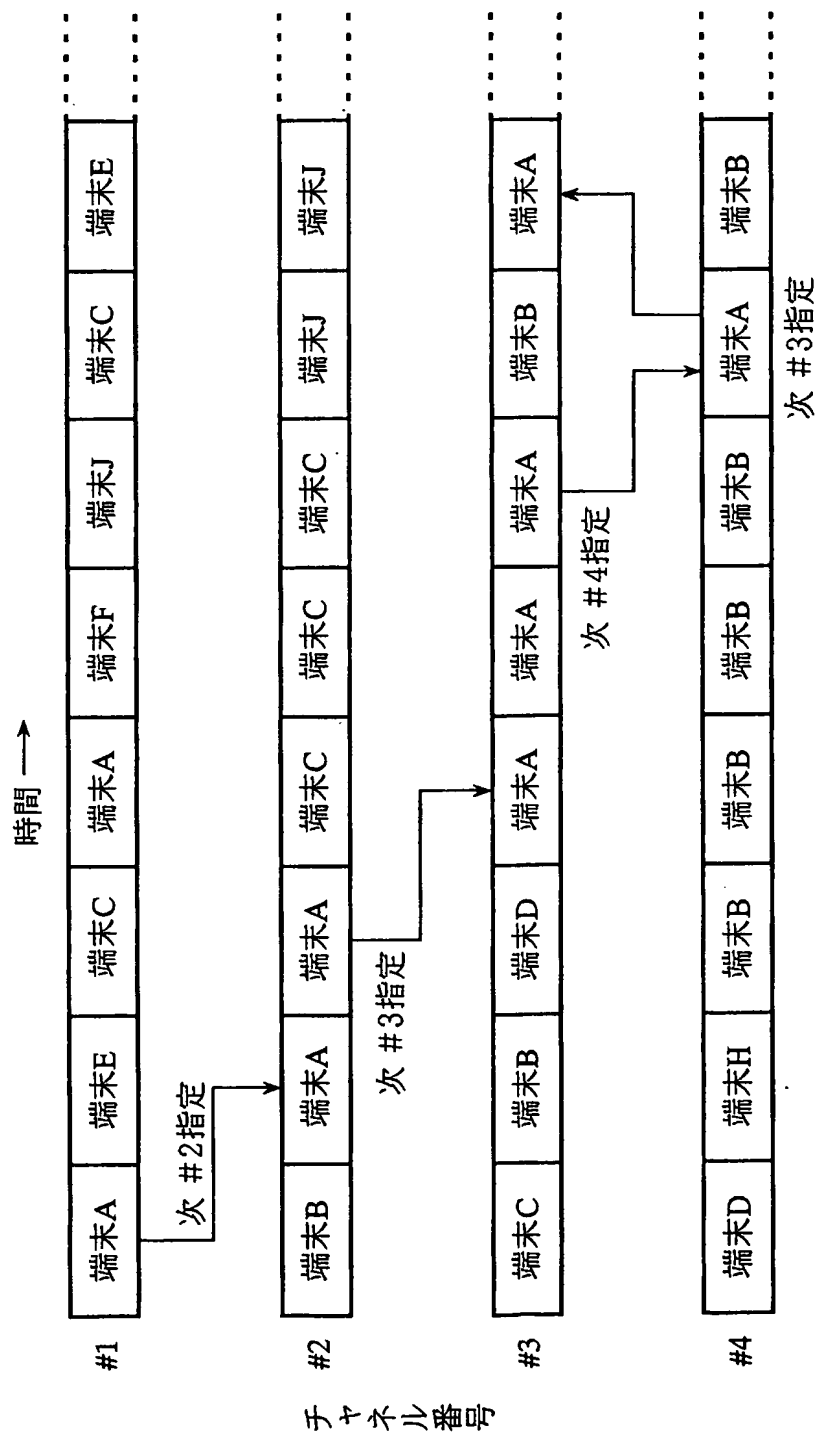 時間
#1 端末A 端末E 端末C 端末A 端末F 端末J 端末C 端末E
次 #2指定
#2 端末B 端末A 端末A 端末C 端末C 端末C 端末J 端末J
次 #3指定
#3 端末C 端末B 端末D 端末A 端末A 端末A 端末B 端末A
次 #4指定
#4 端末D 端末H 端末B 端末B 端末B 端末B 端末A 端末B
次 #3指定
チャネル番号